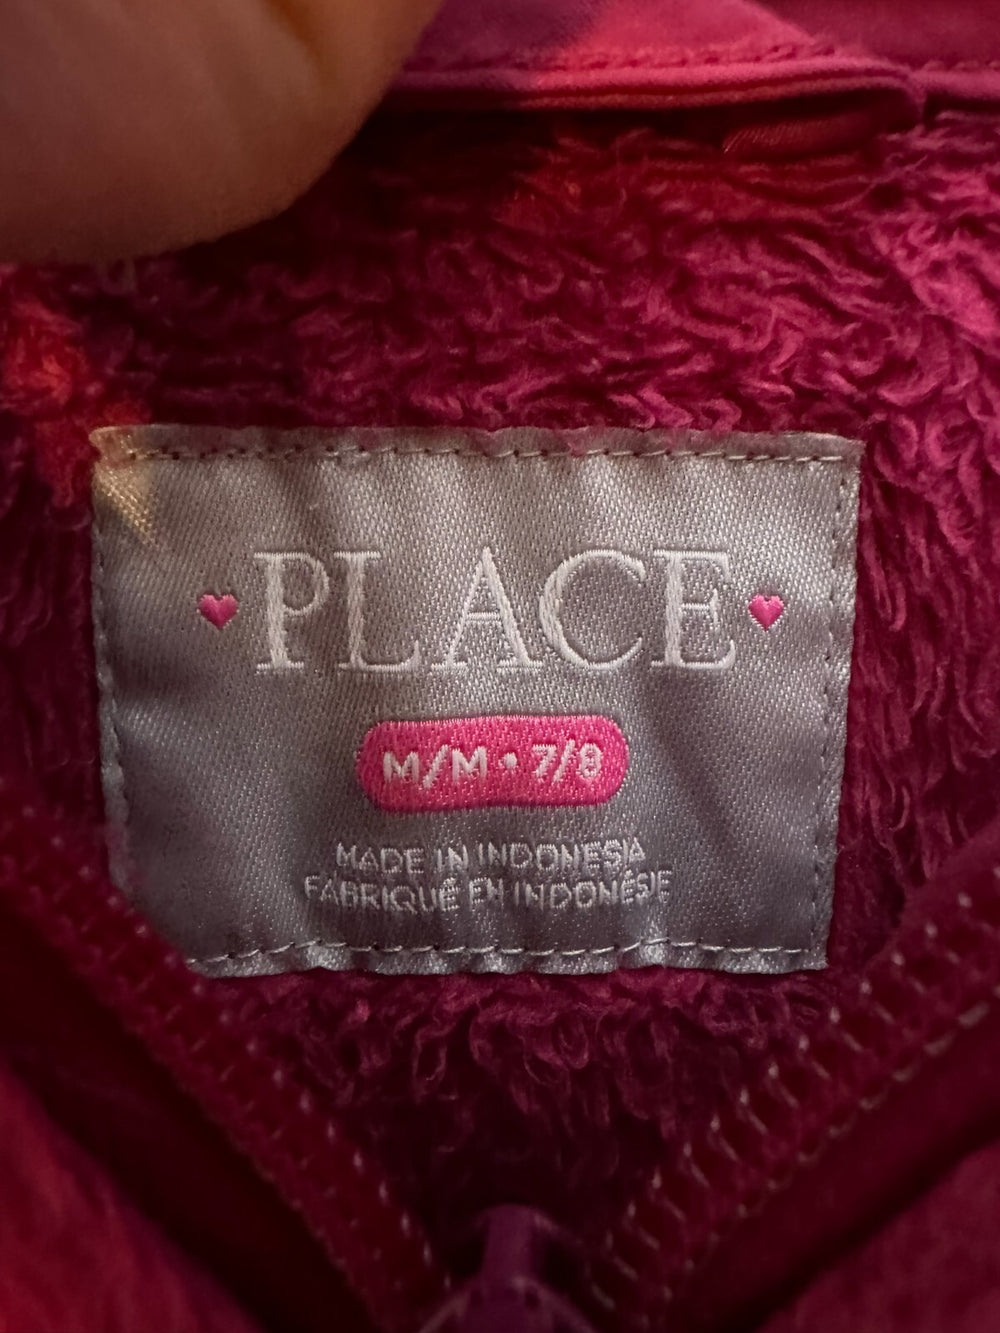 PLACE
M/M • 7/8
MADE IN INDONESIA
FABRIQUÉ EN INDONÉSIE